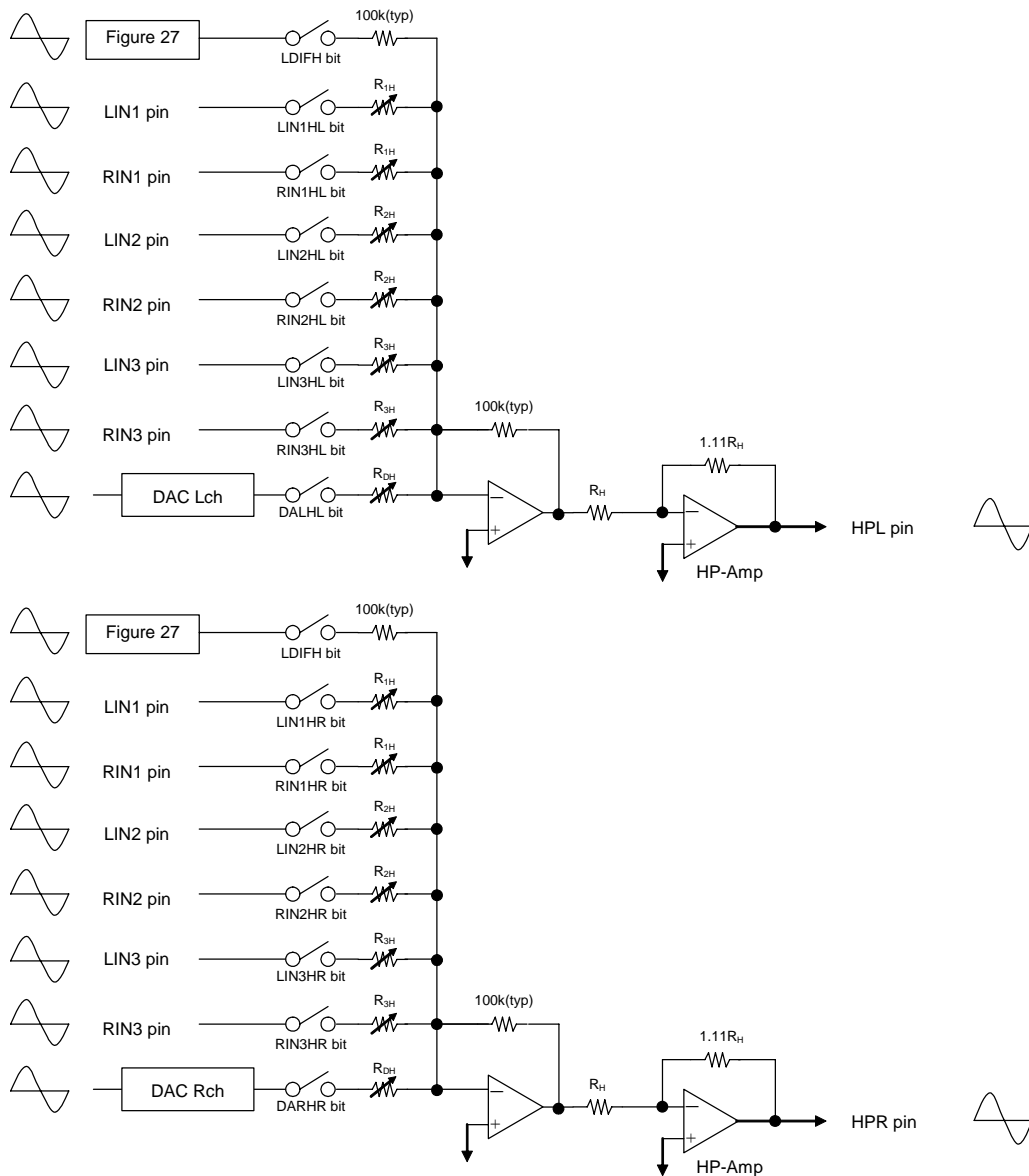 100k(typ)
Figure 27
LDIFH bit
R1H
LIN1 pin
LIN1HL bit
R1H
RIN1 pin
RIN1HL bit
R2H
LIN2 pin
LIN2HL bit
R2H
RIN2 pin
RIN2HL bit
R3H
LIN3 pin
LIN3HL bit
R3H
100k(typ)
RIN3 pin
RIN3HL bit
1.11RH
RDH
DAC Lch
DALHL bit
−
+
RH
−
+
HPL pin
HP-Amp
100k(typ)
Figure 27
LDIFH bit
R1H
LIN1 pin
LIN1HR bit
R1H
RIN1 pin
RIN1HR bit
R2H
LIN2 pin
LIN2HR bit
R2H
RIN2 pin
RIN2HR bit
R3H
LIN3 pin
LIN3HR bit
R3H
100k(typ)
RIN3 pin
RIN3HR bit
1.11RH
RDH
DAC Rch
DARHR bit
−
+
RH
−
+
HPR pin
HP-Amp